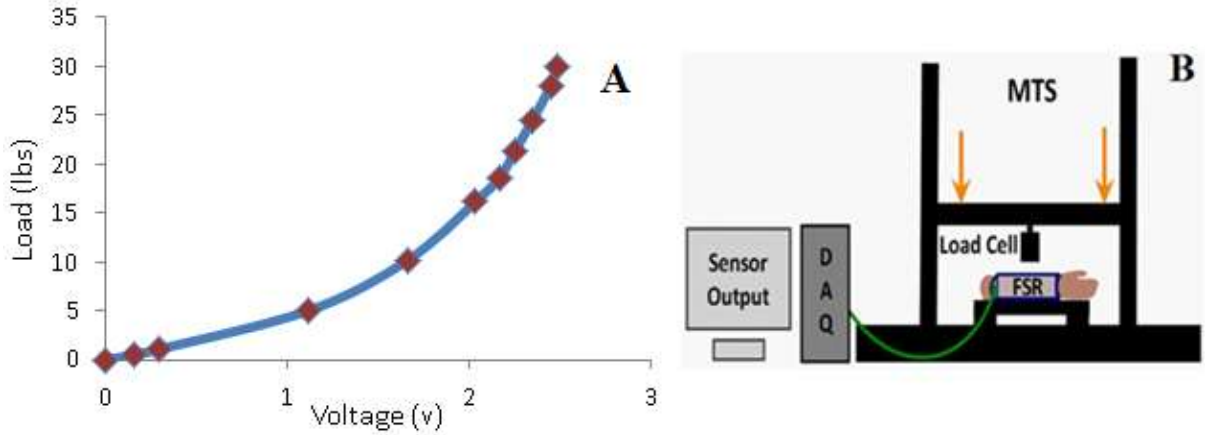 35
30
25
20
15
10
5
0
Load (lbs)
0 1 2 3
Voltage (v)
A
B
MTS
Load Cell
FSR
Sensor
Output
D
A
Q